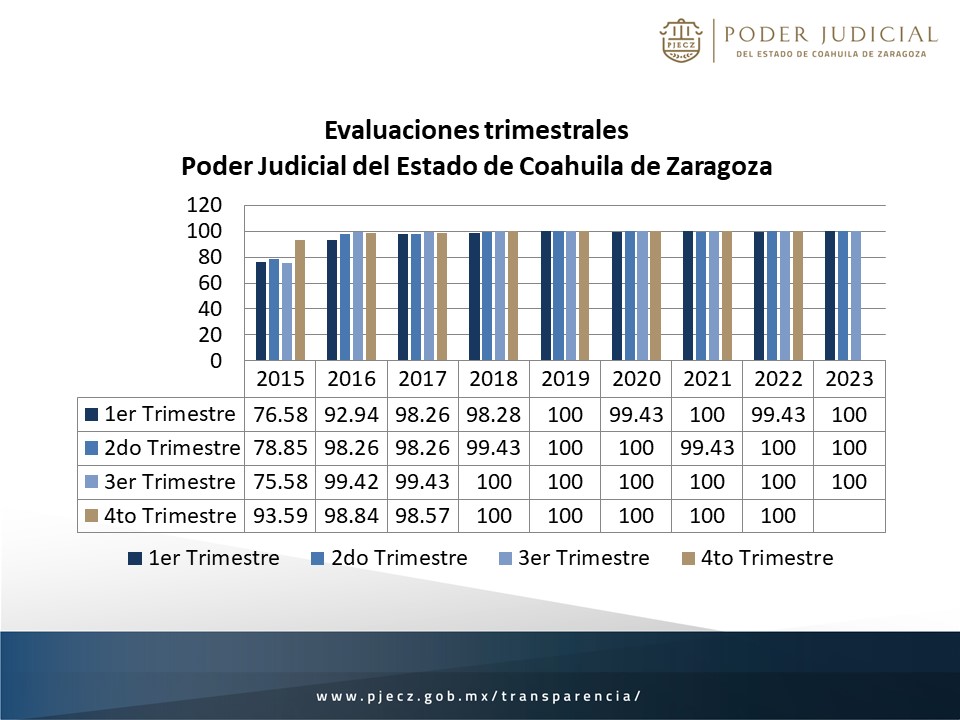 PJECZ
PODER JUDICIAL
DEL ESTADO DE COAHUILA DE ZARAGOZA
Evaluaciones trimestrales
Poder Judicial del Estado de Coahuila de Zaragoza
120
100
80
60
40
20
0
2015 2016 2017 2018 2019 2020 2021 2022 2023
1er Trimestre 76.58 92.94 98.26 98.28 100 99.43 100 99.43 100
2do Trimestre 78.85 98.26 98.26 99.43 100 100 99.43 100 100
3er Trimestre 75.58 99.42 99.43 100 100 100 100 100 100
4to Trimestre 93.59 98.84 98.57 100 100 100 100 100
1er Trimestre 2do Trimestre 3er Trimestre 4to Trimestre
www.pjecz.gob.mx/transparencia/